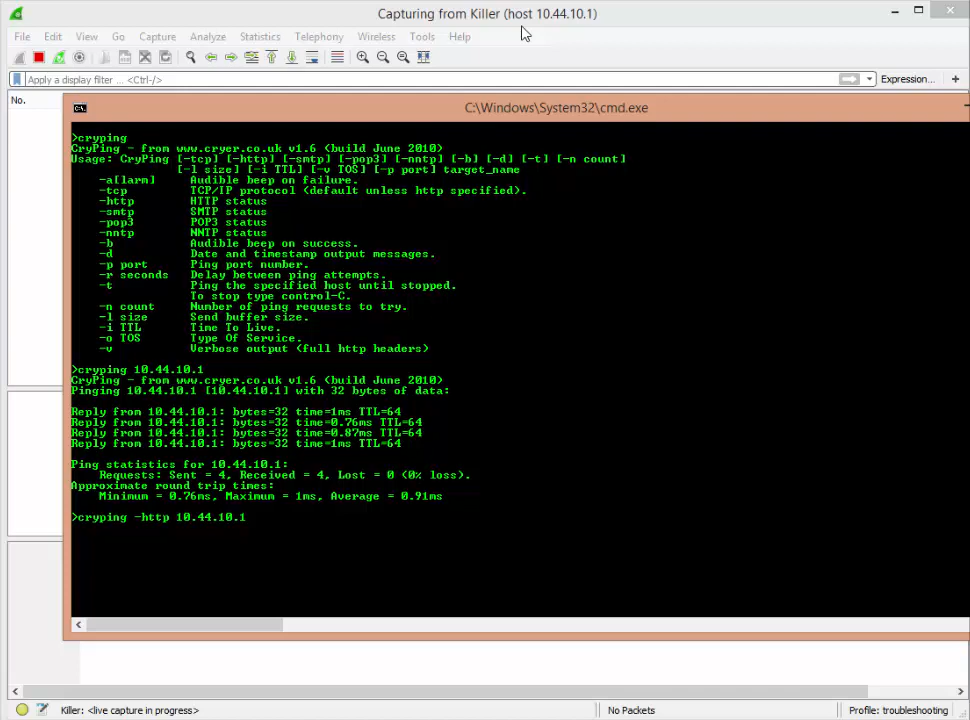 Capturing from Killer (host 10.44.10.1)
File Edit View Go Capture Analyze Statistics Telephony Wireless Tools Help
Apply a display filter ... <Ctrl-/>
Expression...
No.
C:\Windows\System32\cmd.exe
>cryping
CryPing - from www.cryer.co.uk v1.6 (build June 2010)
Usage: CryPing [-tcp] [-http] [-smtp] [-pop3] [-nntp] [-b] [-d] [-t] [-n count]
[-l size] [-i TTL] [-v TOS] [-p port] target_name
-a[larm] Audible beep on failure.
-tcp TCP/IP protocol (default unless http specified).
-http HTTP status
-smtp SMTP status
-pop3 POP3 status
-nntp NNTP status
-b Audible beep on success.
-d Date and timestamp output messages.
-p port Ping port number.
-r seconds Delay between ping attempts.
-t Ping the specified host until stopped.
To stop type control-C.
-n count Number of ping requests to try.
-l size Send buffer size.
-i TTL Time To Live.
-o TOS Type Of Service.
-v Verbose output (full http headers)
>cryping 10.44.10.1
CryPing - from www.cryer.co.uk v1.6 (build June 2010)
Pinging 10.44.10.1 [10.44.10.1] with 32 bytes of data:
Reply from 10.44.10.1: bytes=32 time=1ms TTL=64
Reply from 10.44.10.1: bytes=32 time=0.76ms TTL=64
Reply from 10.44.10.1: bytes=32 time=0.87ms TTL=64
Reply from 10.44.10.1: bytes=32 time=1ms TTL=64
Ping statistics for 10.44.10.1:
Requests: Sent = 4, Received = 4, Lost = 0 (0% loss).
Approximate round trip times:
Minimum = 0.76ms, Maximum = 1ms, Average = 0.91ms
>cryping -http 10.44.10.1
Killer: <live capture in progress>
No Packets
Profile: troubleshooting